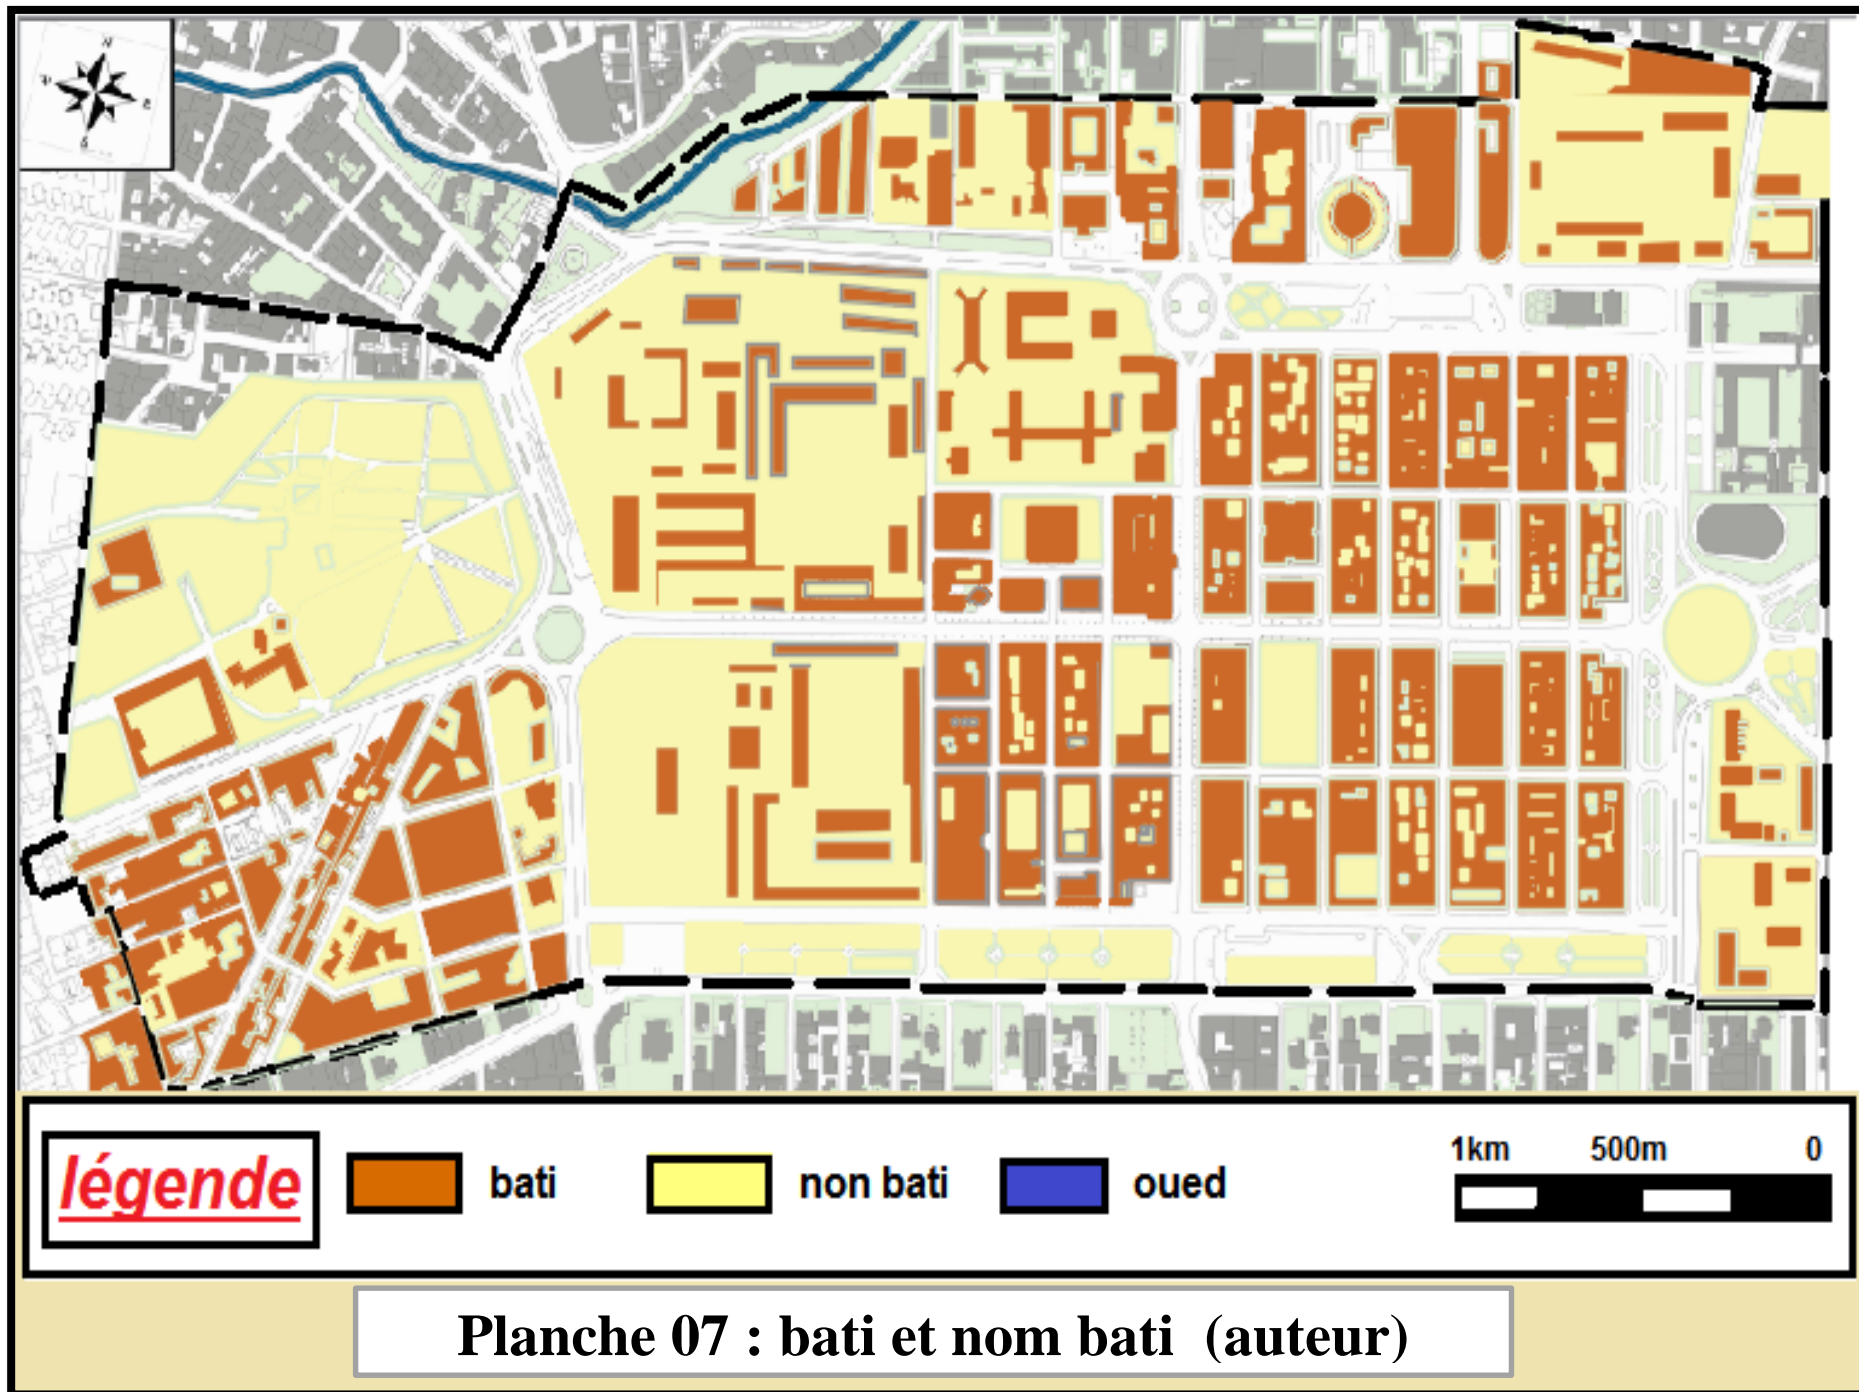 N
légende
bati
non bati
oued
1km 500m 0
Planche 07 : bati et nom bati (auteur)